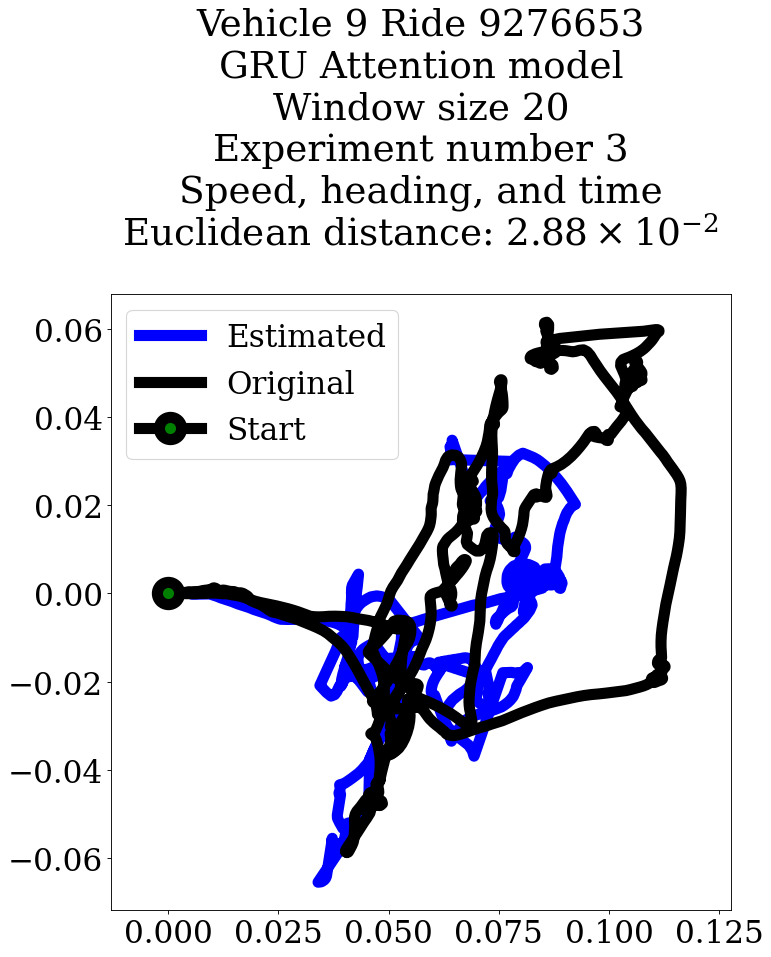 Vehicle 9 Ride 9276653
GRU Attention model
Window size 20
Experiment number 3
Speed, heading, and time
Euclidean distance: 2.88 × 10⁻²
Estimated
Original
Start
0.06
0.04
0.02
0.00
−0.02
−0.04
−0.06
0.000 0.025 0.050 0.075 0.100 0.125